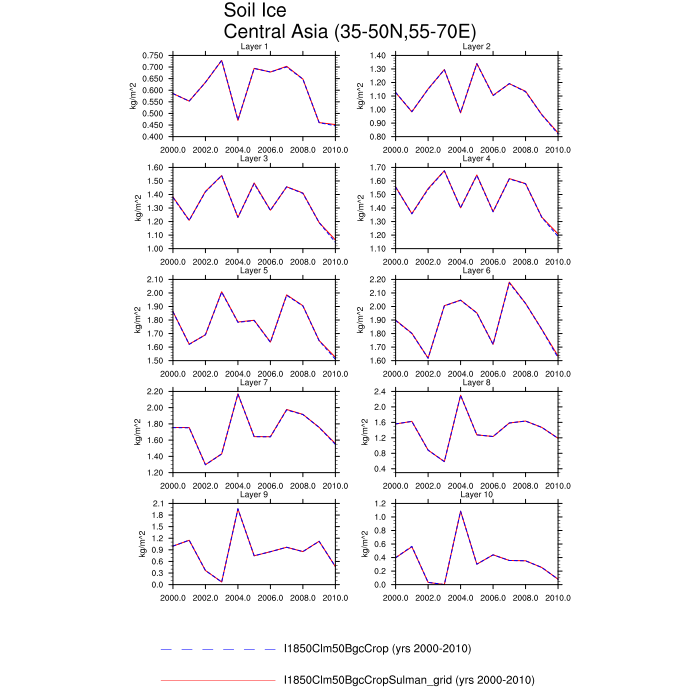 Soil Ice
Central Asia (35-50N,55-70E)
Layer 1
0.750
0.700
0.650
0.600
0.550
0.500
0.450
0.400
kg/m^2
2000.0 2002.0 2004.0 2006.0 2008.0 2010.0
Layer 2
1.40
1.30
1.20
1.10
1.00
0.90
0.80
kg/m^2
2000.0 2002.0 2004.0 2006.0 2008.0 2010.0
Layer 3
1.60
1.50
1.40
1.30
1.20
1.10
1.00
kg/m^2
2000.0 2002.0 2004.0 2006.0 2008.0 2010.0
Layer 4
1.70
1.60
1.50
1.40
1.30
1.20
1.10
kg/m^2
2000.0 2002.0 2004.0 2006.0 2008.0 2010.0
Layer 5
2.10
2.00
1.90
1.80
1.70
1.60
1.50
kg/m^2
2000.0 2002.0 2004.0 2006.0 2008.0 2010.0
Layer 6
2.20
2.10
2.00
1.90
1.80
1.70
1.60
kg/m^2
2000.0 2002.0 2004.0 2006.0 2008.0 2010.0
Layer 7
2.20
2.00
1.80
1.60
1.40
1.20
kg/m^2
2000.0 2002.0 2004.0 2006.0 2008.0 2010.0
Layer 8
2.4
2.0
1.6
1.2
0.8
0.4
kg/m^2
2000.0 2002.0 2004.0 2006.0 2008.0 2010.0
Layer 9
2.1
1.8
1.5
1.2
0.9
0.6
0.3
0.0
kg/m^2
2000.0 2002.0 2004.0 2006.0 2008.0 2010.0
Layer 10
1.2
1.0
0.8
0.6
0.4
0.2
0.0
kg/m^2
2000.0 2002.0 2004.0 2006.0 2008.0 2010.0
I1850Clm50BgcCrop (yrs 2000-2010)
I1850Clm50BgcCropSulman_grid (yrs 2000-2010)